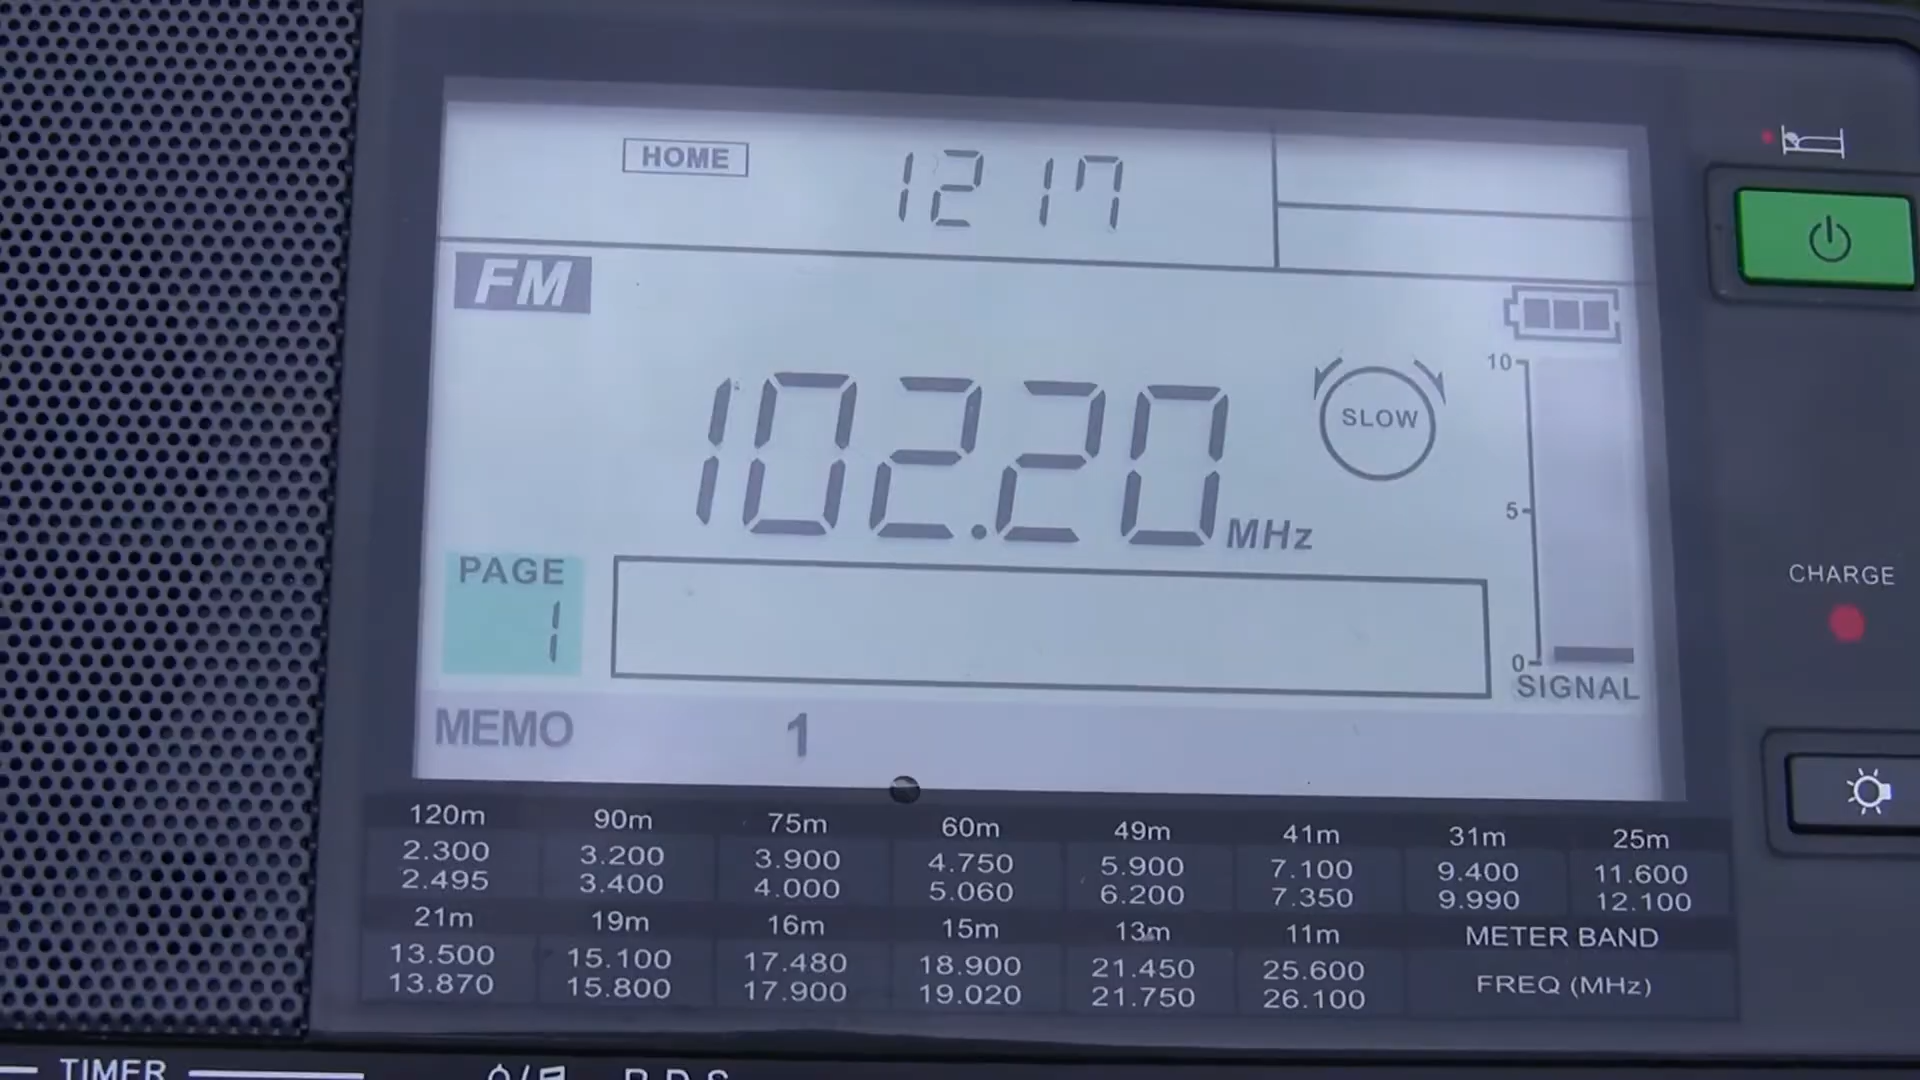 HOME 12 17
FM
10
102.20 MHz
SLOW
5
PAGE
1
0
SIGNAL
CHARGE
MEMO 1
120m 90m 75m 60m 49m 41m 31m 25m
2.300 3.200 3.900 4.750 5.900 7.100 9.400 11.600
2.495 3.400 4.000 5.060 6.200 7.350 9.990 12.100
21m 19m 16m 15m 13m 11m METER BAND
13.500 15.100 17.480 18.900 21.450 25.600 FREQ (MHz)
13.870 15.800 17.900 19.020 21.750 26.100
TIMER